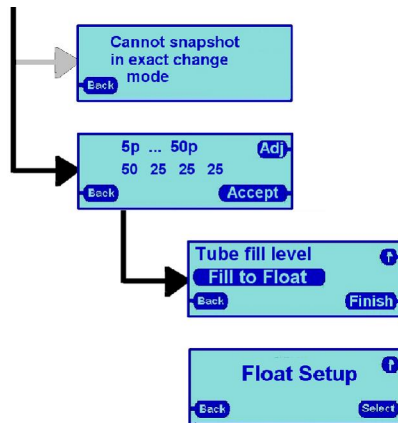 Cannot snapshot
in exact change
mode
Back
5p ... 50p Adj
50 25 25 25
Back Accept
Tube fill level ↑
Fill to Float
Back Finish
Float Setup ↑
Back Select